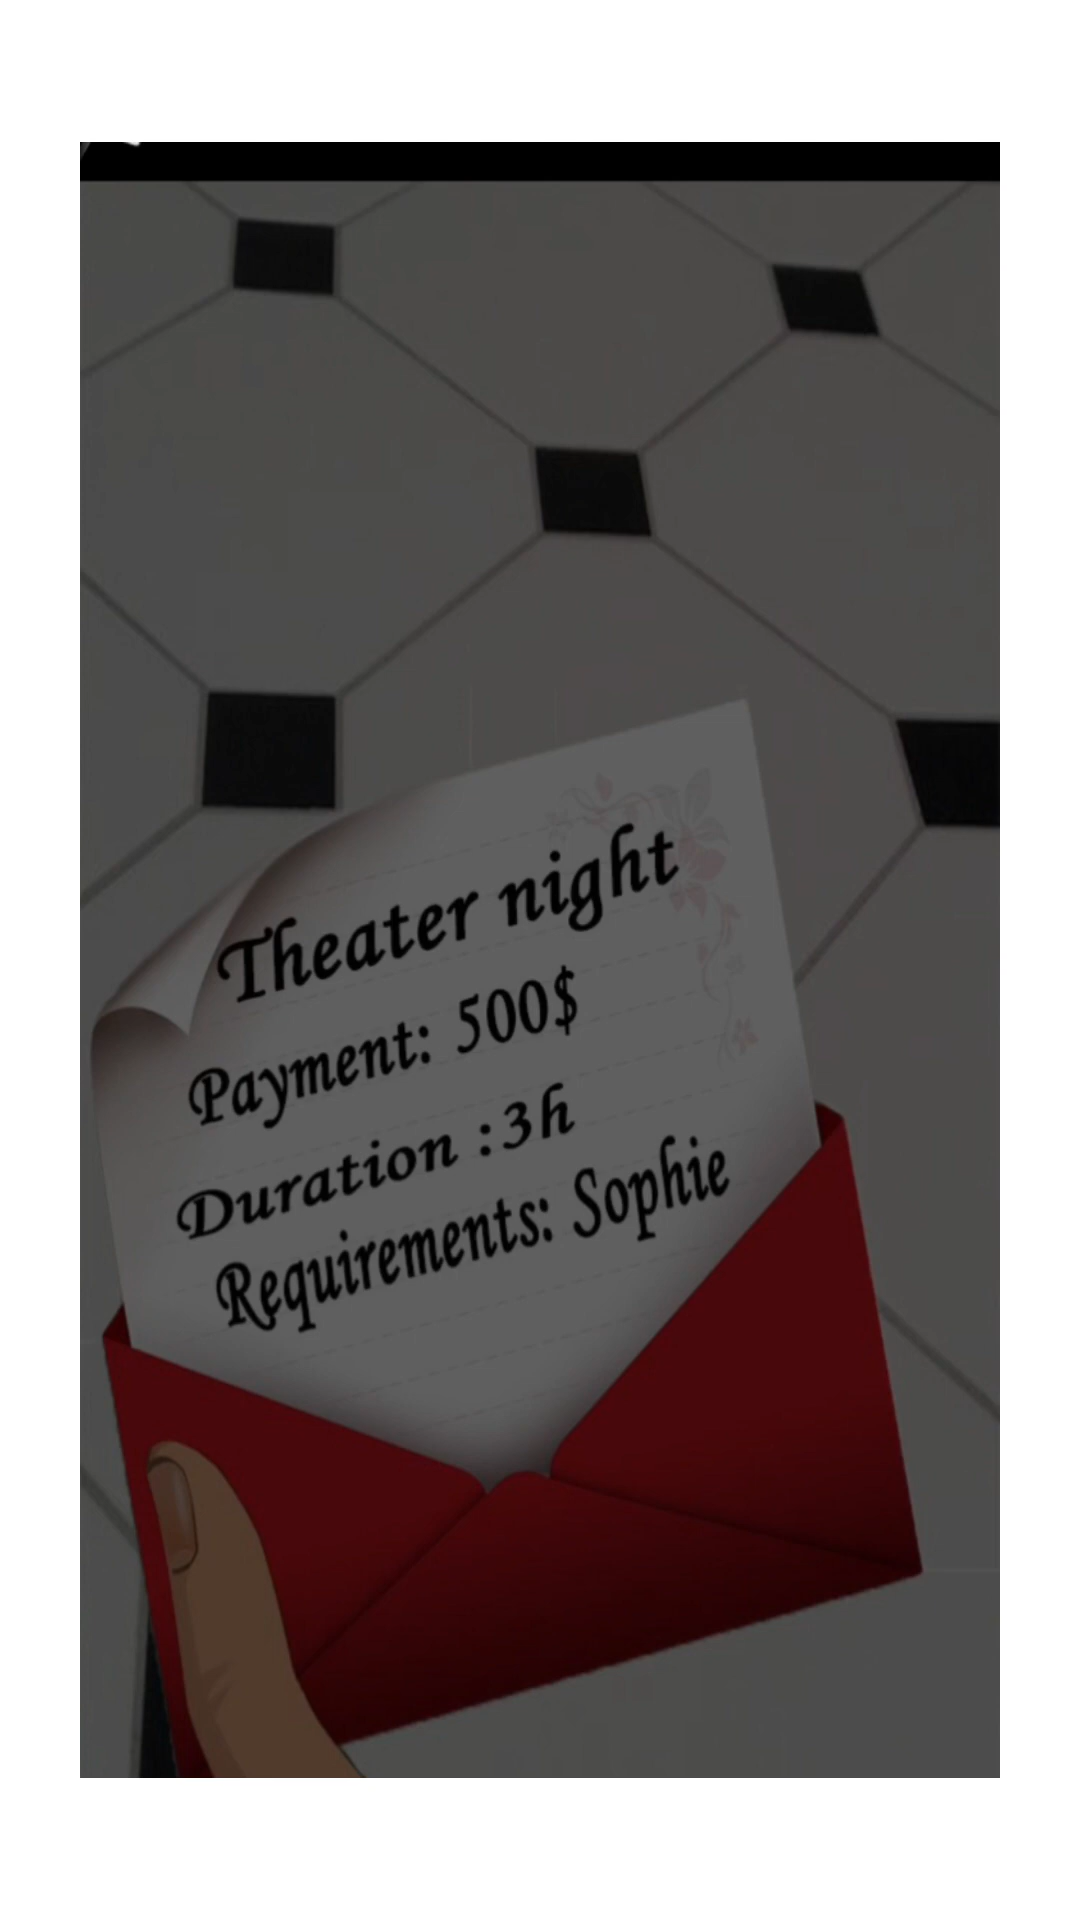 Theater night
Payment: 500$
Duration :3h
Requirements: Sophie